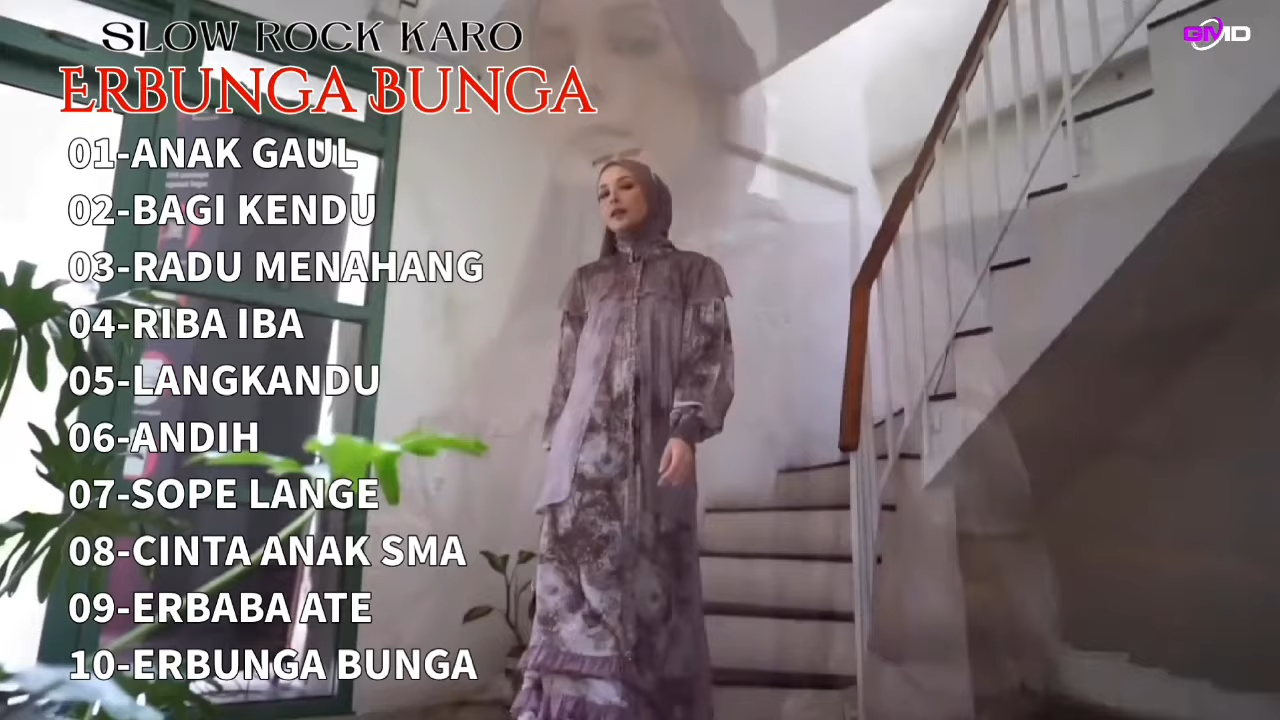 SLOW ROCK KARO
ERBUNGA BUNGA
GMD
01-ANAK GAUL
02-BAGI KENDU
03-RADU MENAHANG
04-RIBA IBA
05-LANGKANDU
06-ANDIH
07-SOPE LANGE
08-CINTA ANAK SMA
09-ERBABA ATE
10-ERBUNGA BUNGA